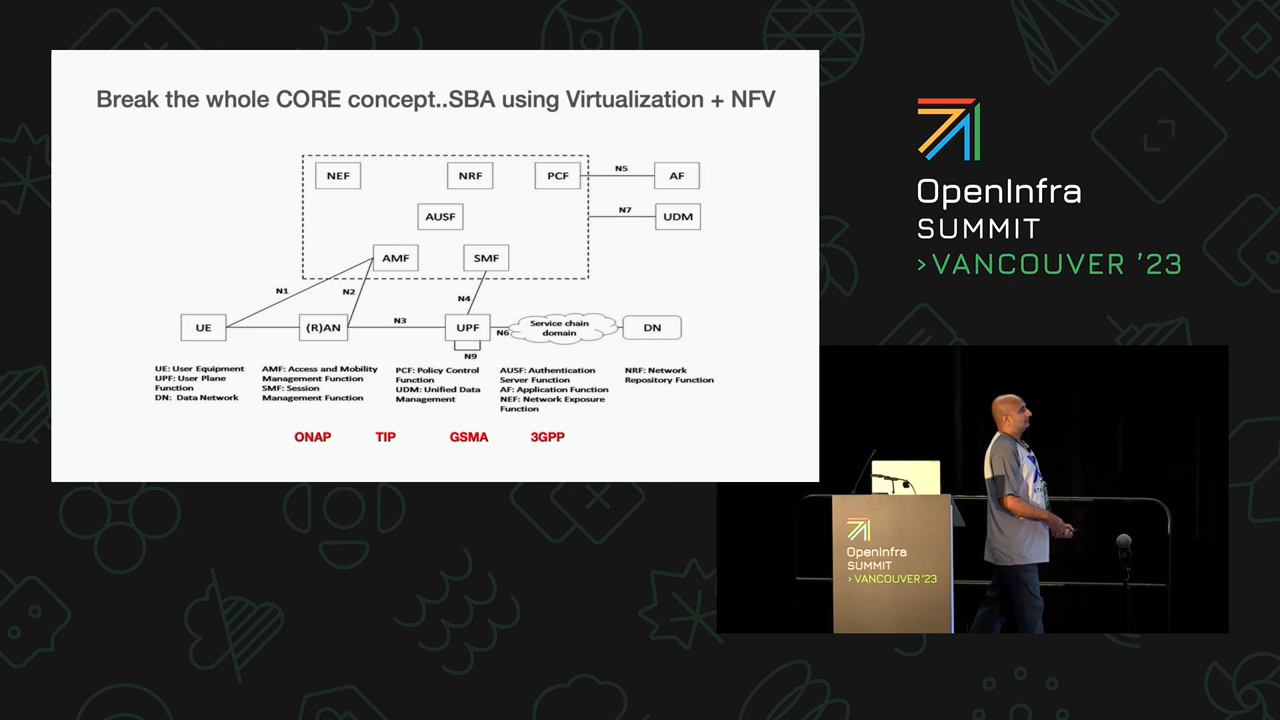 Break the whole CORE concept..SBA using Virtualization + NFV
NEF
NRF
PCF
N5
AF
AUSF
N7
UDM
AMF
SMF
N1
N2
N4
UE
(R)AN
N3
UPF
N6
Service chain
domain
DN
N9
UE: User Equipment
UPF: User Plane
Function
DN: Data Network
AMF: Access and Mobility
Management Function
SMF: Session
Management Function
PCF: Policy Control
Function
UDM: Unified Data
Management
AUSF: Authentication
Server Function
AF: Application Function
NEF: Network Exposure
Function
NRF: Network
Repository Function
ONAP TIP GSMA 3GPP
OpenInfra
SUMMIT
>VANCOUVER '23
OpenInfra
SUMMIT
> VANCOUVER '23